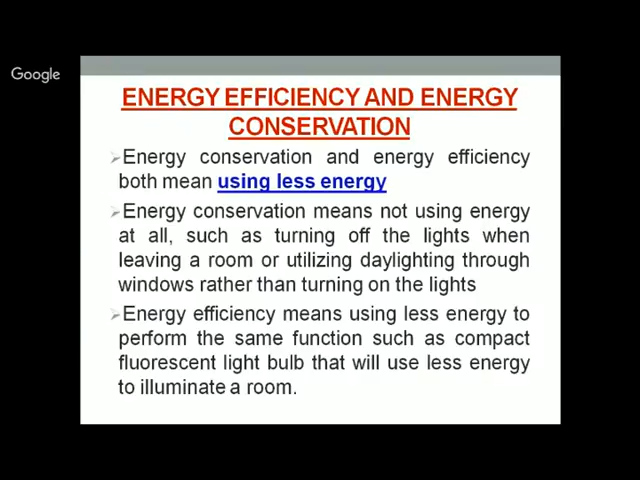 Google
ENERGY EFFICIENCY AND ENERGY
CONSERVATION
Energy conservation and energy efficiency
both mean using less energy
Energy conservation means not using energy
at all, such as turning off the lights when
leaving a room or utilizing daylighting through
windows rather than turning on the lights
Energy efficiency means using less energy to
perform the same function such as compact
fluorescent light bulb that will use less energy
to illuminate a room.